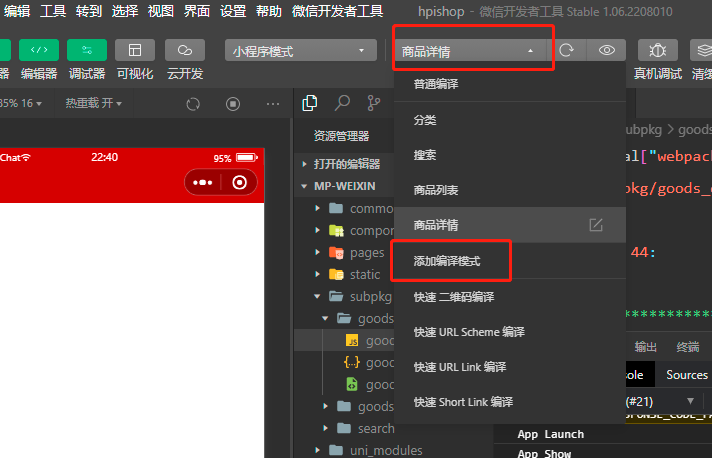 编辑 工具 转到 选择 视图 界面 设置 帮助 微信开发者工具
hpishop - 微信开发者工具 Stable 1.06.2208010
小程序模式
商品详情
器 编辑器 调试器 可视化 云开发
真机调试 清缓
35% 16 热重载 开
Chat 22:40 95%
资源管理器
打开的编辑器
MP-WEIXIN
commo
compon
pages
static
subpkg
goods
good
good
good
goods
search
uni_modules
普通编译
分类
搜索
商品列表
商品详情
添加编译模式
快速 二维码编译
快速 URL Scheme 编译
快速 URL Link 编译
快速 Short Link 编译
subpkg > goods
al["webpac
kg/goods_
44:
**********
输出 终端
sole Sources
(#21)
App Launch
App Show